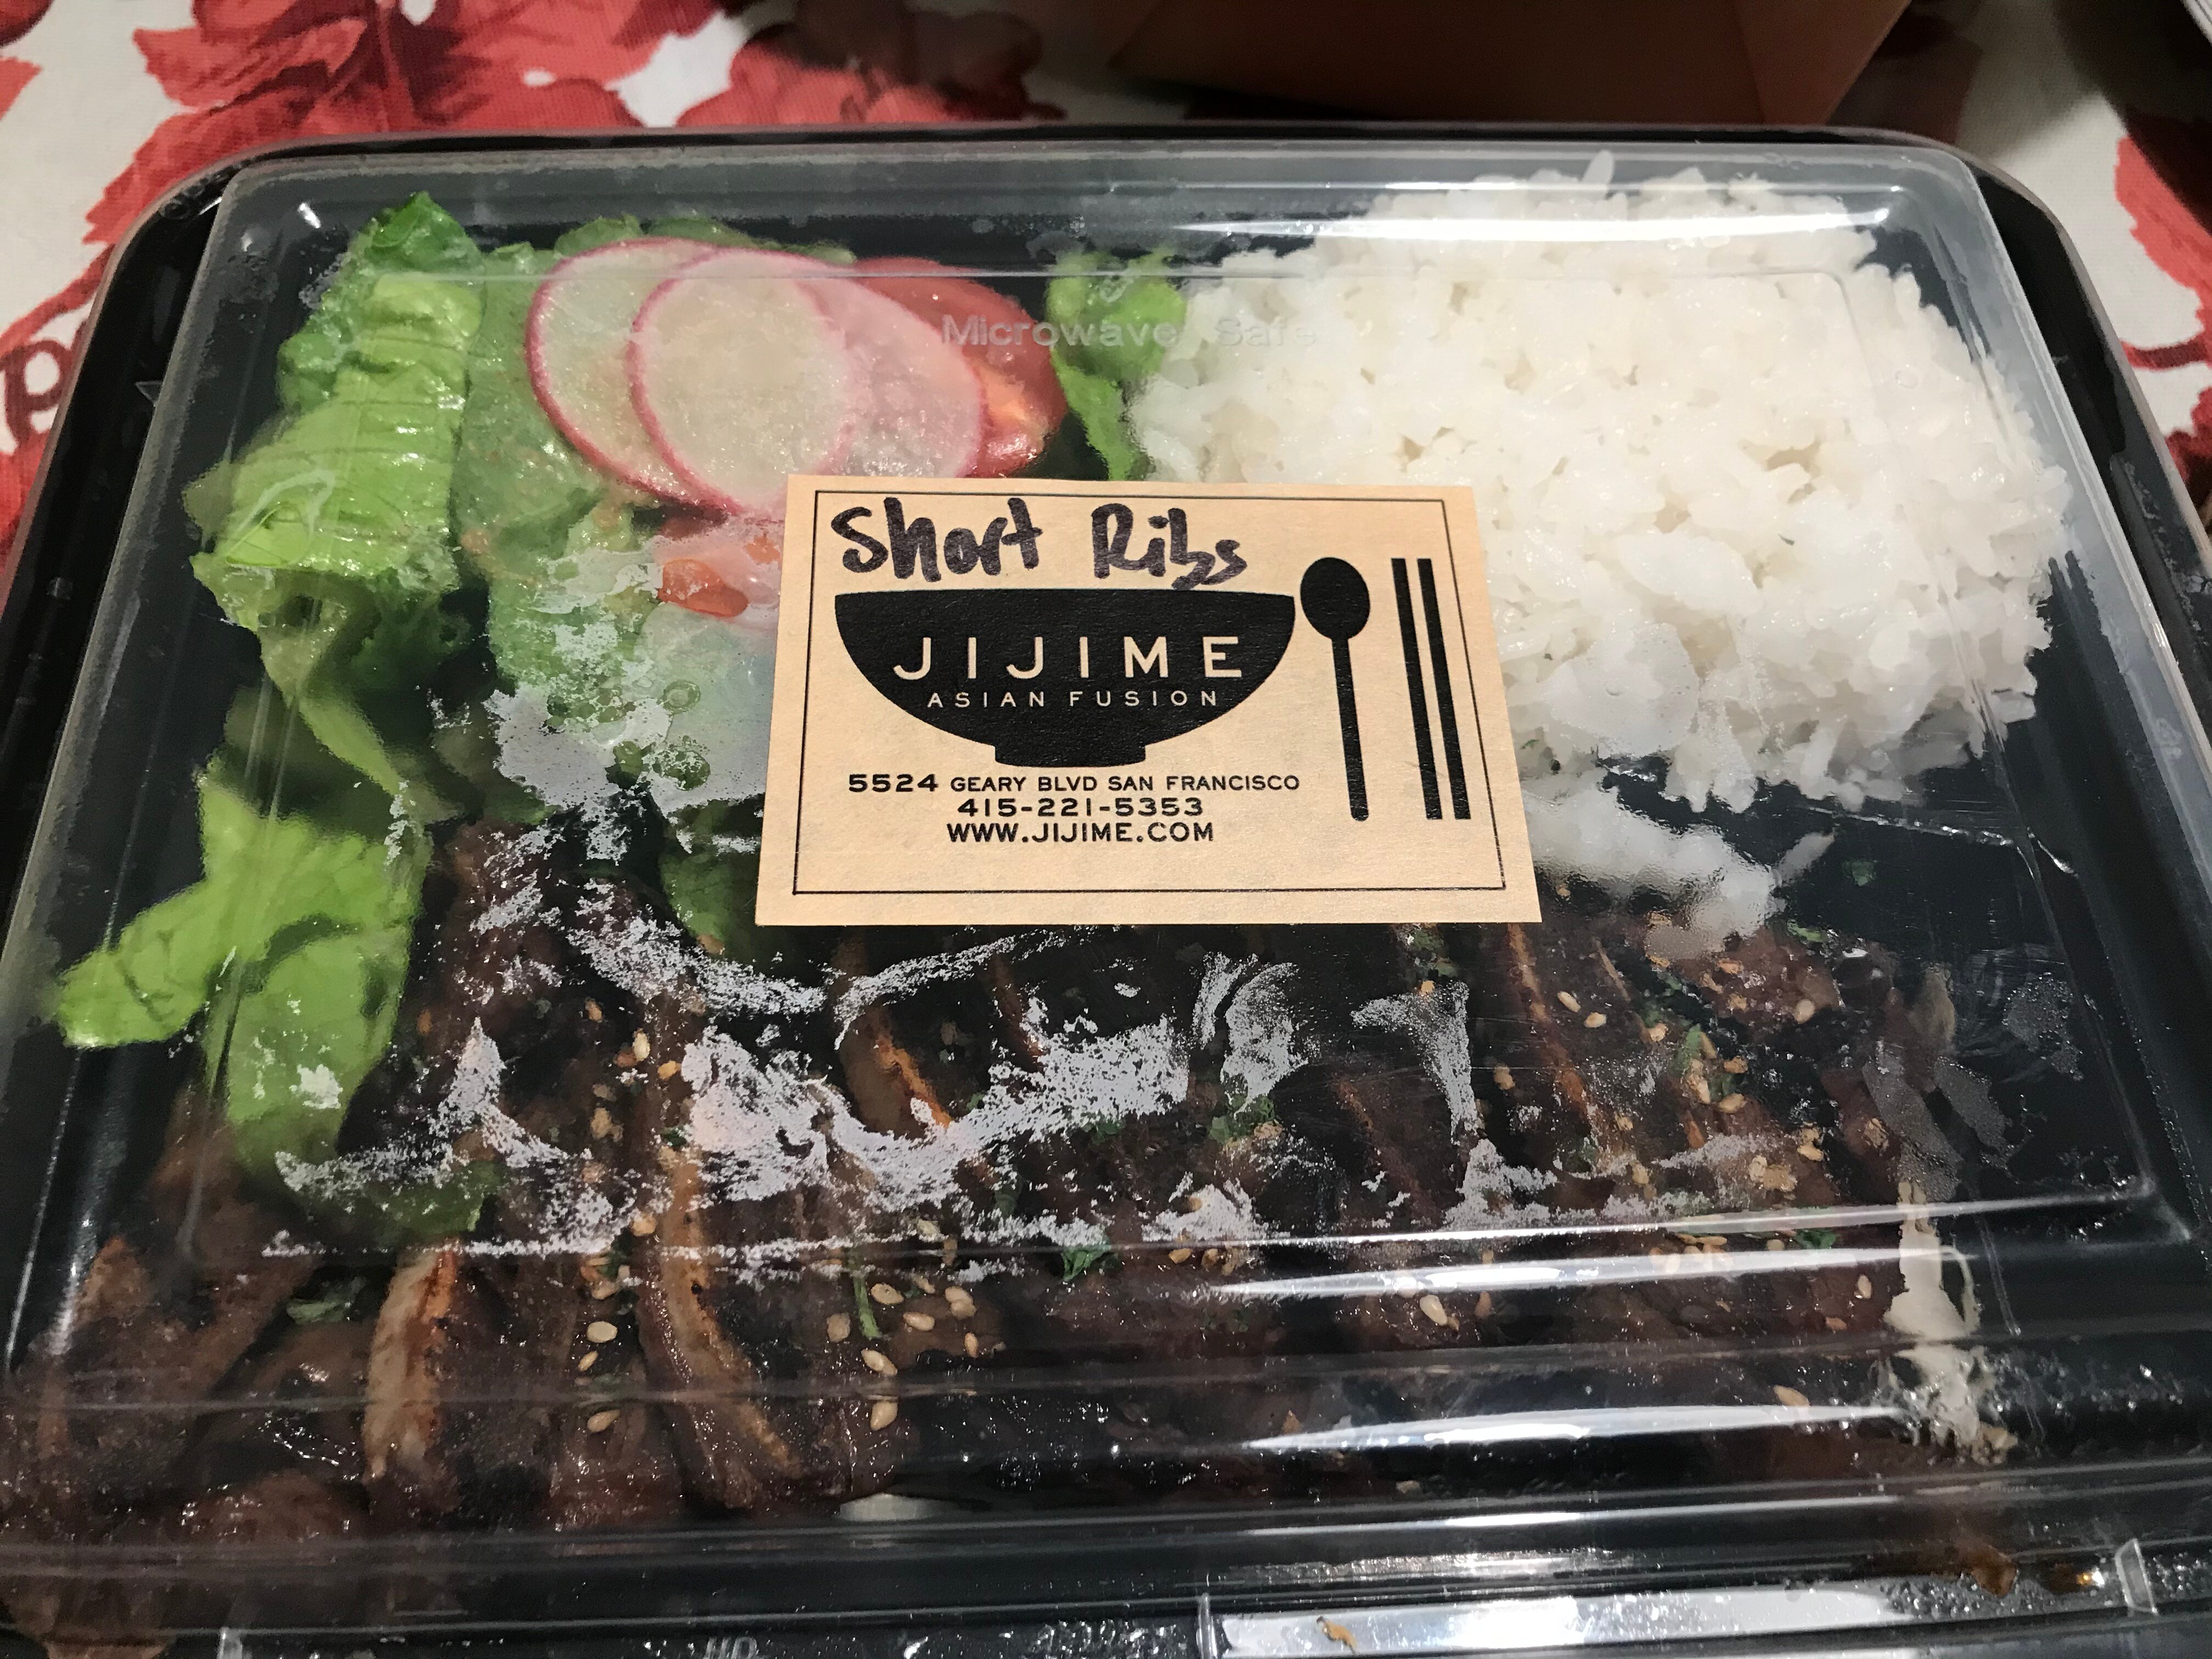 Microwave Safe
Short Ribs
JIJIME
ASIAN FUSION
5524 GEARY BLVD SAN FRANCISCO
415-221-5353
WWW.JIJIME.COM